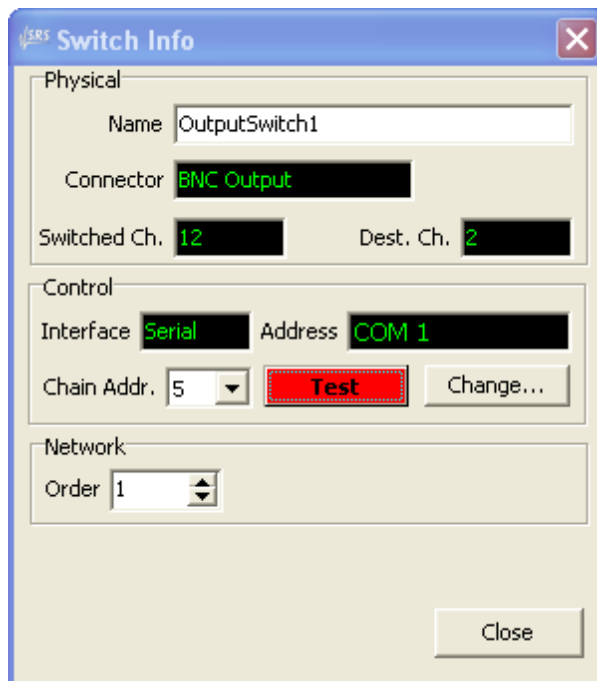 SRS Switch Info
Physical
Name OutputSwitch1
Connector BNC Output
Switched Ch. 12 Dest. Ch. 2
Control
Interface Serial Address COM 1
Chain Addr. 5 Test Change...
Network
Order 1
Close